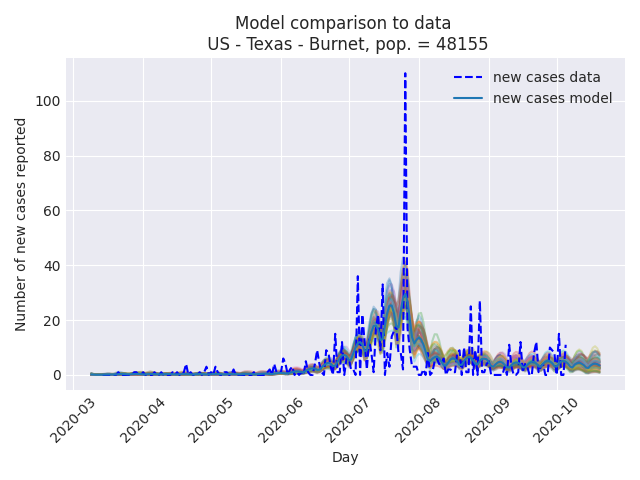 Model comparison to data
US - Texas - Burnet, pop. = 48155
new cases data
new cases model
Number of new cases reported
100
80
60
40
20
0
2020-03
2020-04
2020-05
2020-06
2020-07
2020-08
2020-09
2020-10
Day